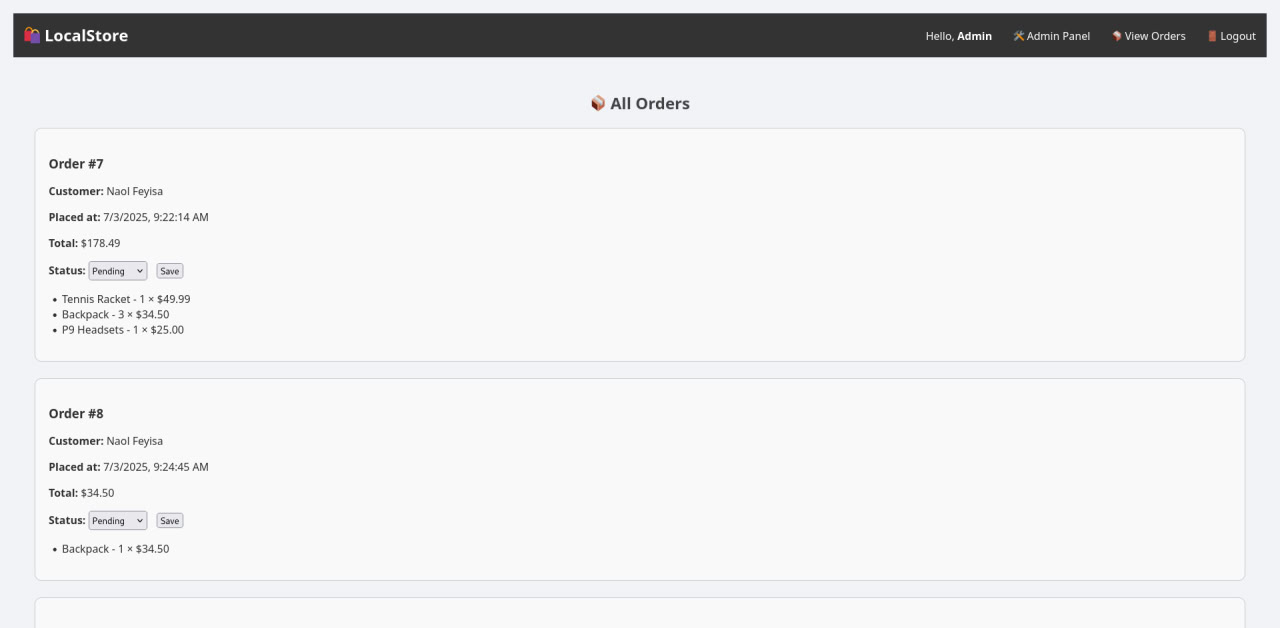 LocalStore
Hello, Admin
Admin Panel
View Orders
Logout
All Orders
Order #7
Customer: Naol Feyisa
Placed at: 7/3/2025, 9:22:14 AM
Total: $178.49
Status: Pending Save
• Tennis Racket - 1 × $49.99
• Backpack - 3 × $34.50
• P9 Headsets - 1 × $25.00
Order #8
Customer: Naol Feyisa
Placed at: 7/3/2025, 9:24:45 AM
Total: $34.50
Status: Pending Save
• Backpack - 1 × $34.50